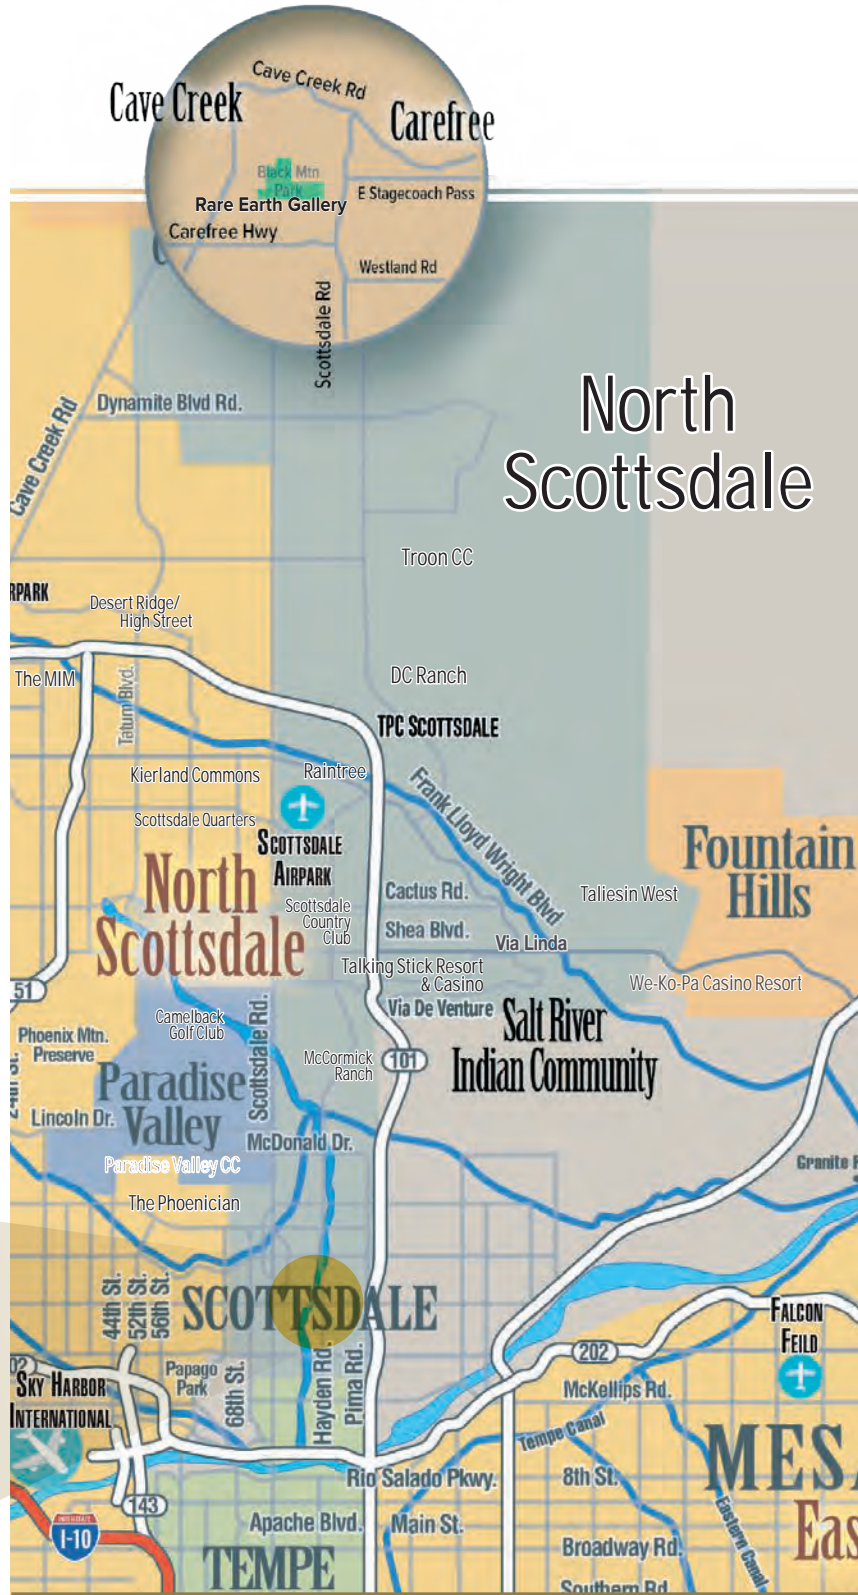 Cave Creek Rd
Cave Creek
Carefree
Black Mtn
Park
E Stagecoach Pass
Rare Earth Gallery
Carefree Hwy
Westland Rd
Scottsdale Rd
North
Scottsdale
Dynamite Blvd Rd.
Cave Creek Rd
Troon CC
RPARK
Desert Ridge/
High Street
The MIM
Tatum Blvd.
DC Ranch
TPC SCOTTSDALE
Kierland Commons
Raintree
Frank Lloyd Wright Blvd
Scottsdale Quarters
SCOTTSDALE
AIRPARK
Fountain
Hills
North
Scottsdale
Cactus Rd.
Taliesin West
Scottsdale
Country
Club
Shea Blvd.
Via Linda
Talking Stick Resort
& Casino
We-Ko-Pa Casino Resort
51
Via De Venture
Salt River
Indian Community
Camelback
Golf Club
Scottsdale Rd.
Phoenix Mtn.
Preserve
McCormick
Ranch
101
24th St.
Paradise
Valley
Lincoln Dr.
McDonald Dr.
Paradise Valley CC
Granite
The Phoenician
44th St.
52th St.
56th St.
SCOTTSDALE
FALCON
FEILD
202
02
SKY HARBOR
INTERNATIONAL
Papago
Park
68th St.
Hayden Rd.
Pima Rd.
McKellips Rd.
Tempe Canal
MESA
Eas
Rio Salado Pkwy.
8th St.
143
I-10
Apache Blvd.
Main St.
Eastern Canal
Broadway Rd.
TEMPE
Southern Rd